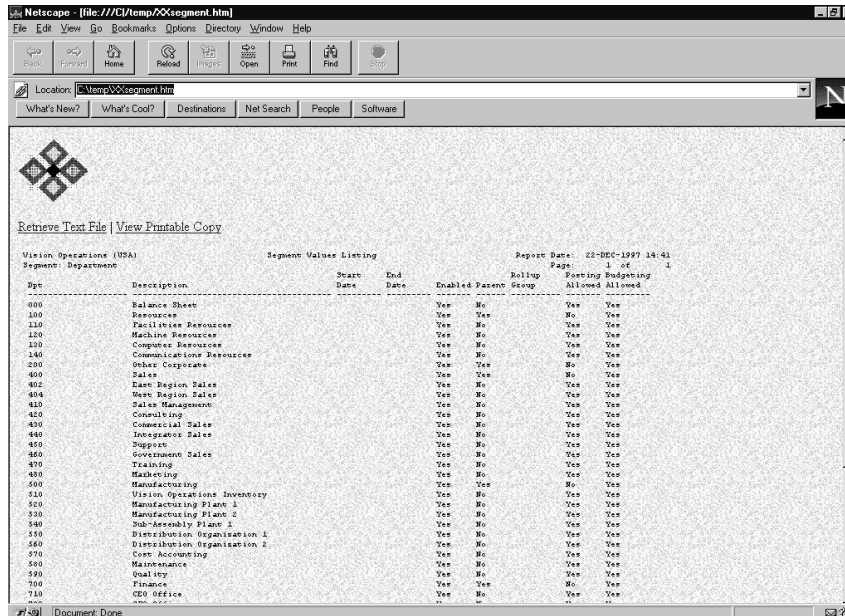 Netscape - [file:///C|/temp/XXsegment.htm]
File Edit View Go Bookmarks Options Directory Window Help
Back Forward Home Reload Images Open Print Find Stop
Location: C:\temp\XXsegment.htm
What's New? What's Cool? Destinations Net Search People Software
N
Retrieve Text File | View Printable Copy
Vision Operations (USA) Segment Values Listing Report Date: 22-DEC-1997 14:41
Segment: Department Page: 1 of 1
Start End Rollup Posting Budgeting
Dpt Description Date Date Enabled Parent Group Allowed Allowed
000 Balance Sheet Yes No Yes Yes
100 Resources Yes Yes No Yes
110 Facilities Resources Yes No Yes Yes
120 Machine Resources Yes No Yes Yes
130 Computer Resources Yes No Yes Yes
140 Communications Resources Yes No Yes Yes
200 Other Corporate Yes Yes No Yes
400 Sales Yes Yes No Yes
402 East Region Sales Yes No Yes Yes
404 West Region Sales Yes No Yes Yes
410 Sales Management Yes No Yes Yes
420 Consulting Yes No Yes Yes
430 Commercial Sales Yes No Yes Yes
440 Integrator Sales Yes No Yes Yes
450 Support Yes No Yes Yes
460 Government Sales Yes No Yes Yes
470 Training Yes No Yes Yes
480 Marketing Yes No Yes Yes
500 Manufacturing Yes Yes No Yes
510 Vision Operations Inventory Yes No Yes Yes
520 Manufacturing Plant 1 Yes No Yes Yes
530 Manufacturing Plant 2 Yes No Yes Yes
540 Sub-Assembly Plant 1 Yes No Yes Yes
550 Distribution Organization 1 Yes No Yes Yes
560 Distribution Organization 2 Yes No Yes Yes
570 Cost Accounting Yes No Yes Yes
580 Maintenance Yes No Yes Yes
590 Quality Yes No Yes Yes
700 Finance Yes Yes No Yes
710 CEO Office Yes No Yes Yes
Document: Done